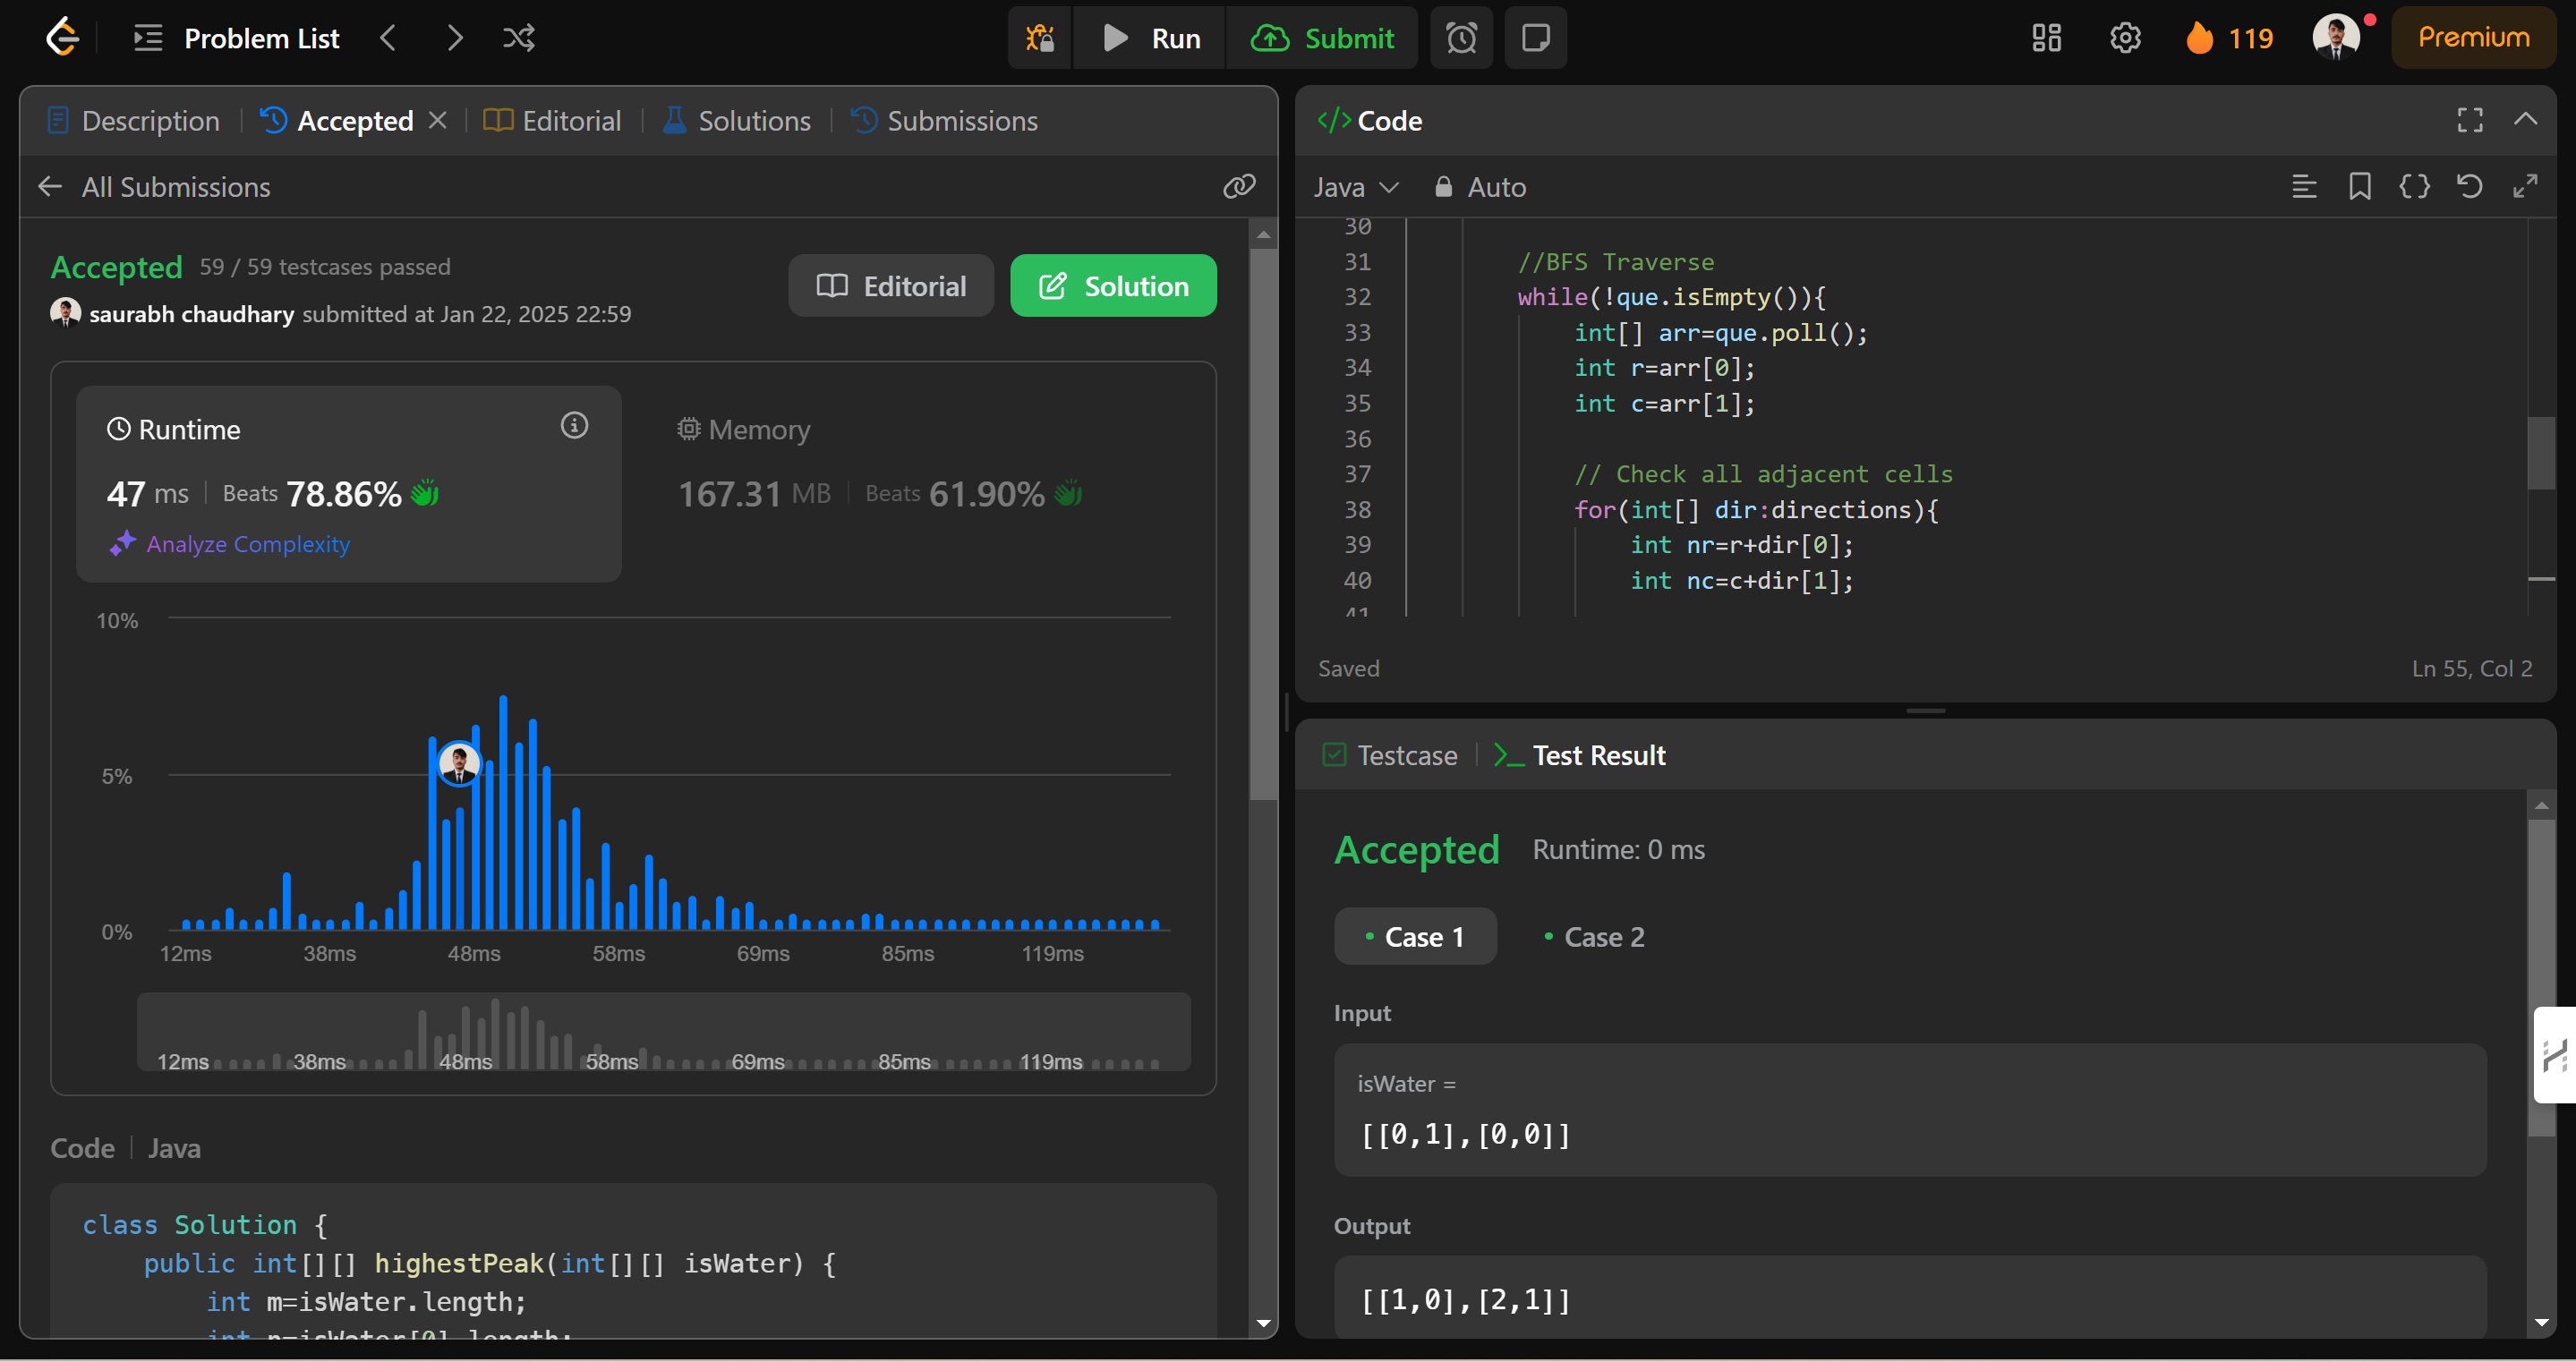 Problem List
Run
Submit
119
Premium
Description
Accepted
Editorial
Solutions
Submissions
All Submissions
Accepted 59 / 59 testcases passed
saurabh chaudhary submitted at Jan 22, 2025 22:59
Editorial
Solution
Runtime
47 ms Beats 78.86%
Analyze Complexity
Memory
167.31 MB Beats 61.90%
10%
5%
0%
12ms 38ms 48ms 58ms 69ms 85ms 119ms
12ms 38ms 48ms 58ms 69ms 85ms 119ms
Code Java
class Solution {
public int[][] highestPeak(int[][] isWater) {
int m=isWater.length;
int n=isWater[0].length;
</> Code
Java Auto
30
31 //BFS Traverse
32 while(!que.isEmpty()){
33 int[] arr=que.poll();
34 int r=arr[0];
35 int c=arr[1];
36
37 // Check all adjacent cells
38 for(int[] dir:directions){
39 int nr=r+dir[0];
40 int nc=c+dir[1];
41
Saved Ln 55, Col 2
Testcase
Test Result
Accepted Runtime: 0 ms
• Case 1 • Case 2
Input
isWater =
[[0,1],[0,0]]
Output
[[1,0],[2,1]]